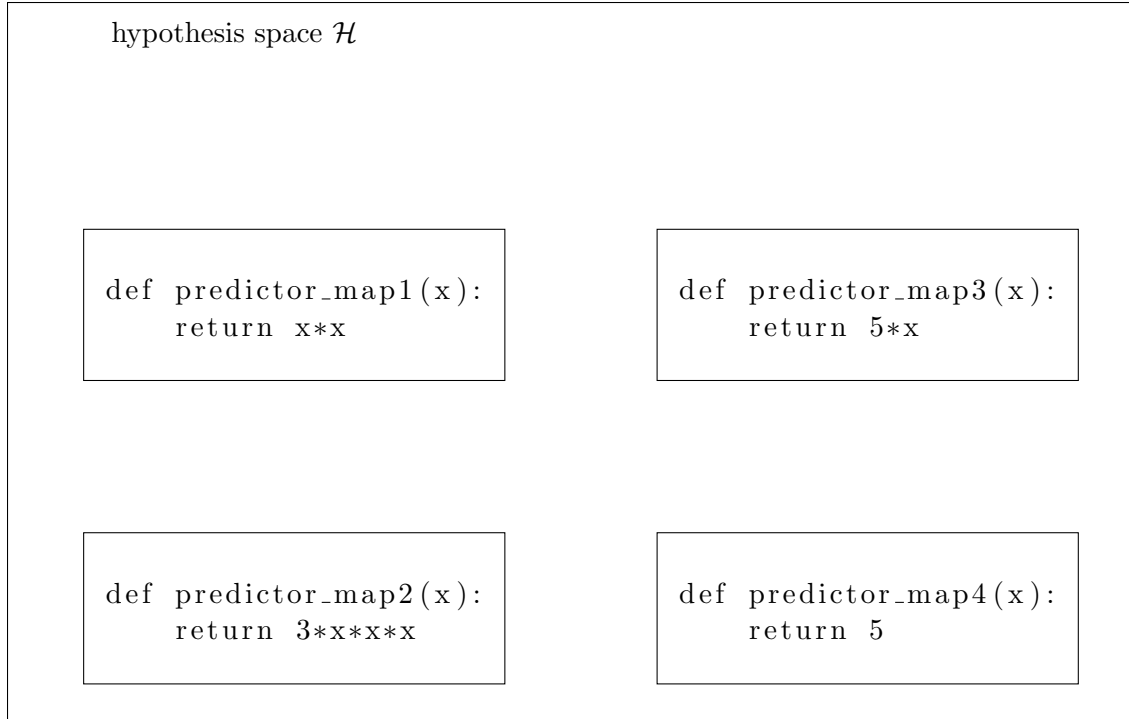 hypothesis space ℋ
def predictor_map1(x):
    return x*x
def predictor_map3(x):
    return 5*x
def predictor_map2(x):
    return 3*x*x*x
def predictor_map4(x):
    return 5